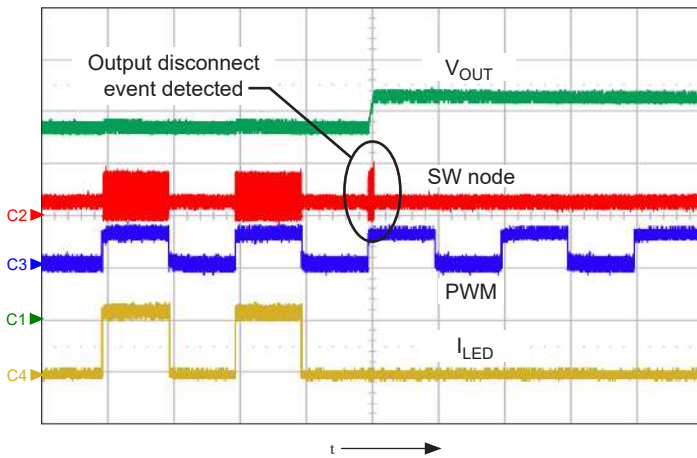 Output disconnect
event detected
VOUT
SW node
C2
C3
PWM
C1
ILED
C4
t